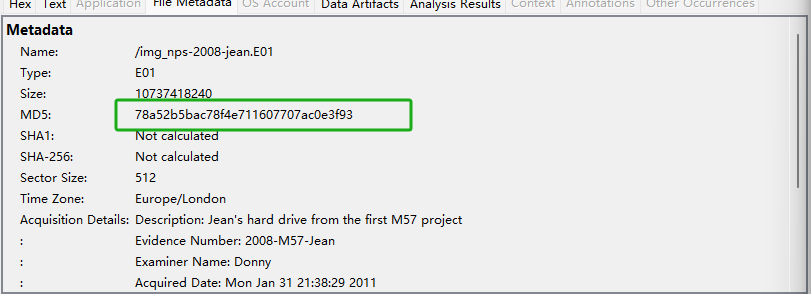 Hex Text Application File Metadata OS Account Data Artifacts Analysis Results Context Annotations Other Occurrences
Metadata
Name: /img_nps-2008-jean.E01
Type: E01
Size: 10737418240
MD5: 78a52b5bac78f4e711607707ac0e3f93
SHA1: Not calculated
SHA-256: Not calculated
Sector Size: 512
Time Zone: Europe/London
Acquisition Details: Description: Jean's hard drive from the first M57 project
: Evidence Number: 2008-M57-Jean
: Examiner Name: Donny
: Acquired Date: Mon Jan 31 21:38:29 2011